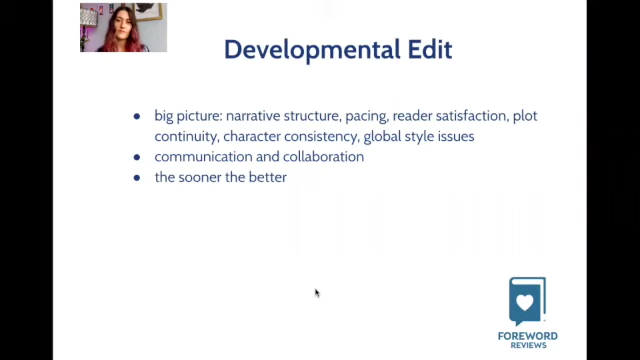 Developmental Edit
● big picture: narrative structure, pacing, reader satisfaction, plot
continuity, character consistency, global style issues
● communication and collaboration
● the sooner the better
FOREWORD
REVIEWS